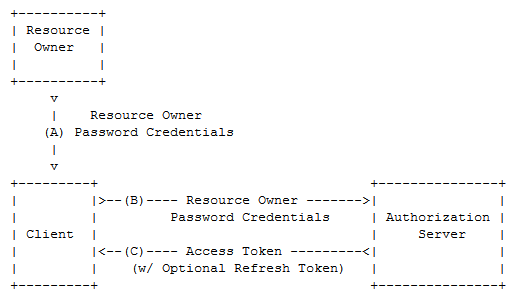 +----------+
| Resource |
|  Owner   |
|          |
+----------+
     v
     |    Resource Owner
    (A) Password Credentials
     |
     v
+---------+                                  +---------------+
|         |>--(B)---- Resource Owner ------->|               |
|         |         Password Credentials     | Authorization |
| Client  |                                  |     Server    |
|         |<--(C)---- Access Token ---------<|               |
|         |    (w/ Optional Refresh Token)   |               |
+---------+                                  +---------------+